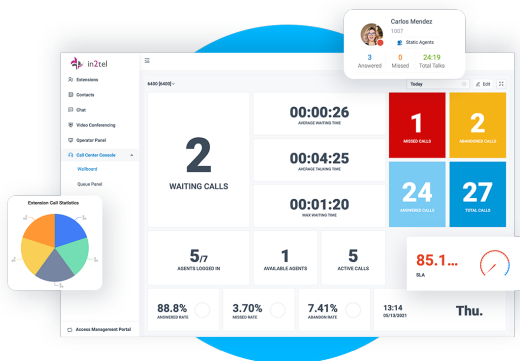 Carlos Mendez
1007
Static Agents
3
0
24:19
Answered
Missed
Total Talks
in2tel
Extensions
Contacts
Chat
Video Conferencing
Operator Panel
Call Center Console
Wallboard
Queue Panel
Access Management Portal
6400 [6400]
Today
Edit
2
WAITING CALLS
00:00:26
AVERAGE WAITING TIME
00:04:25
AVERAGE TALKING TIME
00:01:20
MAX WAITING TIME
1
MISSED CALLS
2
ABANDONED CALLS
24
ANSWERED CALLS
27
TOTAL CALLS
5/7
AGENTS LOGGED IN
1
AVAILABLE AGENTS
5
ACTIVE CALLS
85.1...
SLA
88.8%
ANSWERED RATE
3.70%
MISSED RATE
7.41%
ABANDON RATE
13:14
05/13/2021
Thu.
Extension Call Statistics